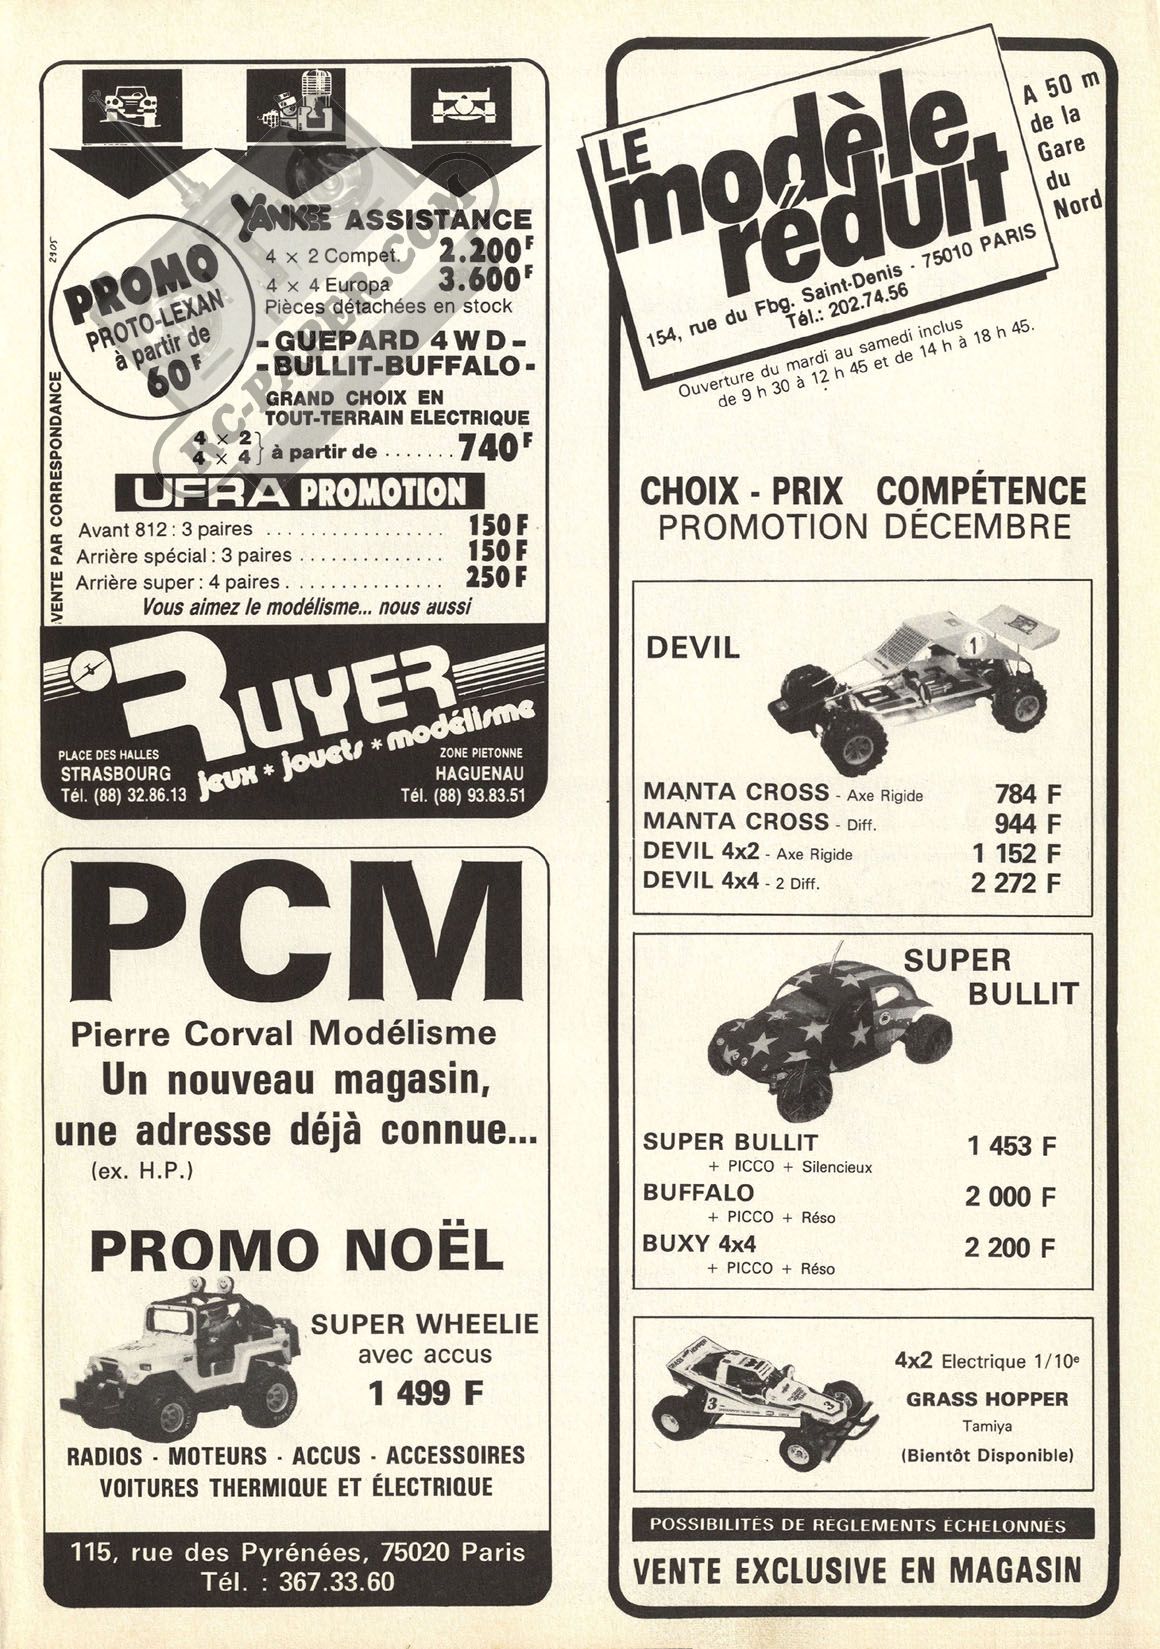 YANKEE ASSISTANCE
4 × 2 Compet. 2.200F
4 × 4 Europa 3.600F
Pièces détachées en stock
PROMO
PROTO-LEXAN
à partir de
60F
- GUEPARD 4 W D -
- BULLIT-BUFFALO -
GRAND CHOIX EN
TOUT-TERRAIN ELECTRIQUE
4 × 2
4 × 4 } à partir de ....... 740F
UFRA PROMOTION
Avant 812 : 3 paires ................ 150 F
Arrière spécial : 3 paires ............. 150 F
Arrière super : 4 paires .............. 250 F
Vous aimez le modélisme... nous aussi
VENTE PAR CORRESPONDANCE
2905
RUYER
jeux * jouets * modélisme
PLACE DES HALLES
STRASBOURG
Tél. (88) 32.86.13
ZONE PIETONNE
HAGUENAU
Tél. (88) 93.83.51
RC-PAPER.COM
PCM
Pierre Corval Modélisme
Un nouveau magasin,
une adresse déjà connue...
(ex. H.P.)
PROMO NOËL
SUPER WHEELIE
avec accus
1 499 F
RADIOS - MOTEURS - ACCUS - ACCESSOIRES
VOITURES THERMIQUE ET ÉLECTRIQUE
115, rue des Pyrénées, 75020 Paris
Tél. : 367.33.60
LE modèle
réduit
154, rue du Fbg. Saint-Denis - 75010 PARIS
Tél.: 202.74.56
A 50 m
de la
Gare
du
Nord
Ouverture du mardi au samedi inclus
de 9 h 30 à 12 h 45 et de 14 h à 18 h 45.
CHOIX - PRIX COMPÉTENCE
PROMOTION DÉCEMBRE
DEVIL
1
MANTA CROSS - Axe Rigide 784 F
MANTA CROSS - Diff. 944 F
DEVIL 4x2 - Axe Rigide 1 152 F
DEVIL 4x4 - 2 Diff. 2 272 F
SUPER
BULLIT
SUPER BULLIT 1 453 F
+ PICCO + Silencieux
BUFFALO 2 000 F
+ PICCO + Réso
BUXY 4x4 2 200 F
+ PICCO + Réso
3
3
4x2 Electrique 1/10e
GRASS HOPPER
Tamiya
(Bientôt Disponible)
POSSIBILITÉS DE RÈGLEMENTS ÉCHELONNÉS
VENTE EXCLUSIVE EN MAGASIN